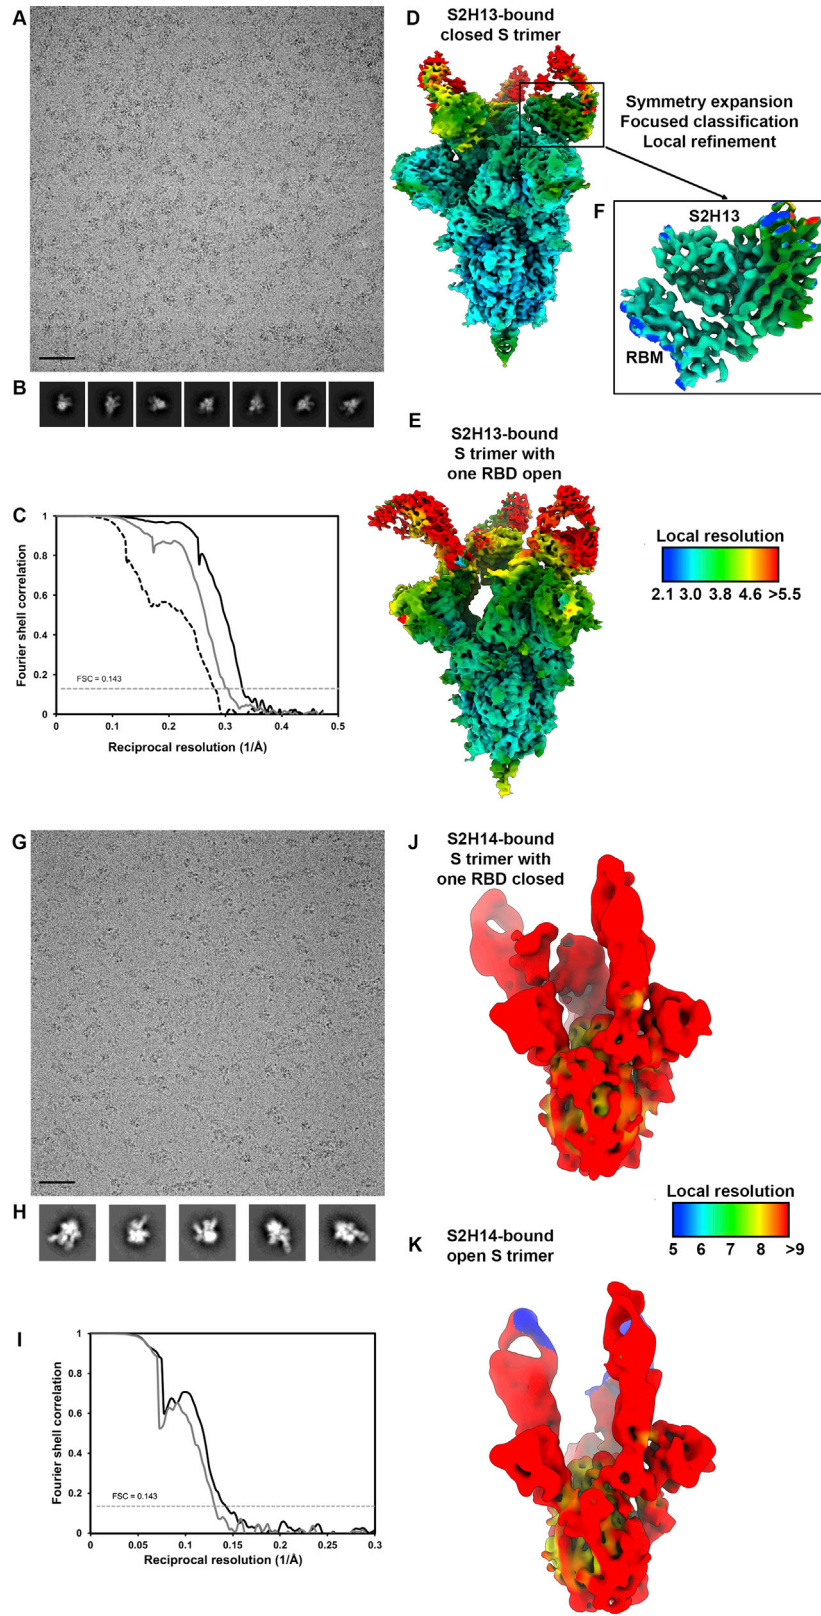 A
B
C
Fourier shell correlation
1
0.8
0.6
0.4
0.2
0
FSC = 0.143
0
0.1
0.2
0.3
0.4
0.5
Reciprocal resolution (1/Å)
D
S2H13-bound
closed S trimer
Symmetry expansion
Focused classification
Local refinement
F
S2H13
RBM
E
S2H13-bound
S trimer with
one RBD open
Local resolution
2.1 3.0 3.8 4.6 >5.5
G
H
I
Fourier shell correlation
1
0.8
0.6
0.4
0.2
0
FSC = 0.143
0
0.05
0.1
0.15
0.2
0.25
0.3
Reciprocal resolution (1/Å)
J
S2H14-bound
S trimer with
one RBD closed
Local resolution
5 6 7 8 >9
K
S2H14-bound
open S trimer